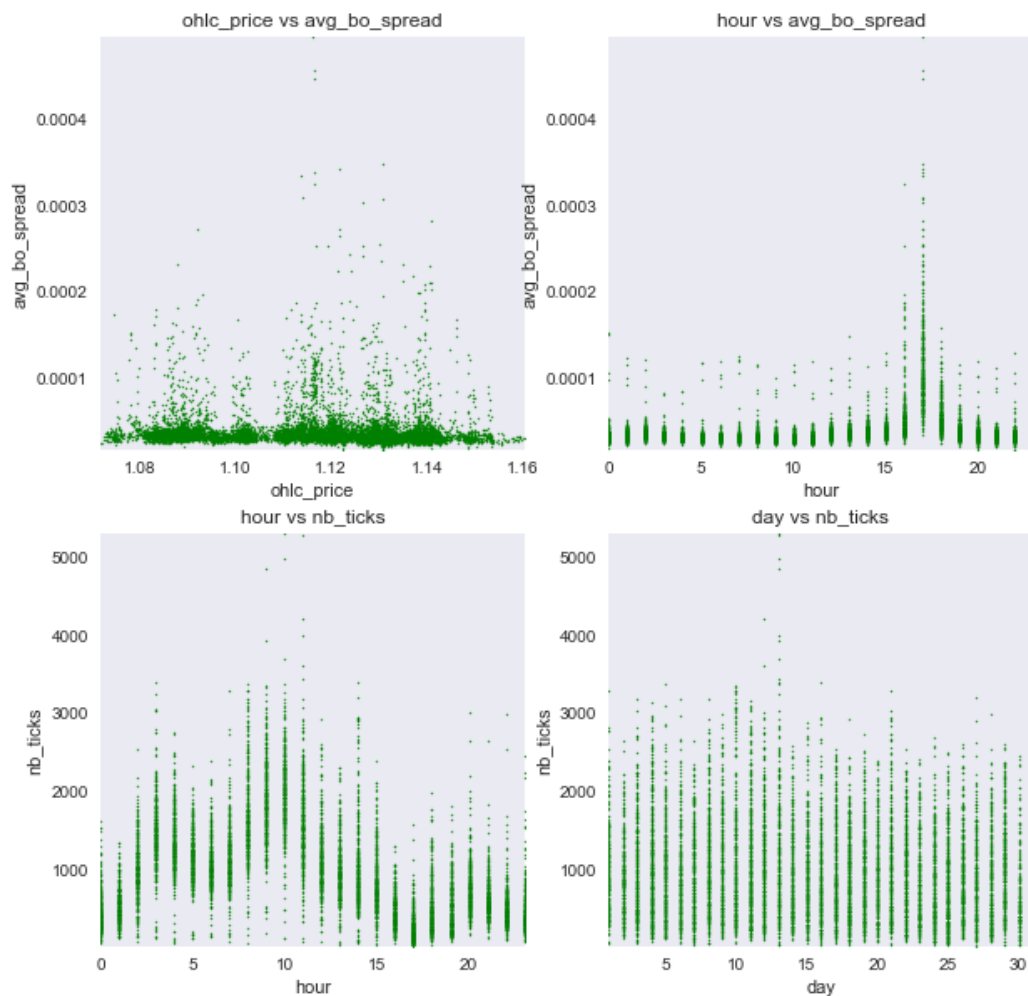 ohlc_price vs avg_bo_spread
avg_bo_spread
0.0004
0.0003
0.0002
0.0001
1.08 1.10 1.12 1.14 1.16
ohlc_price
hour vs avg_bo_spread
avg_bo_spread
0.0004
0.0003
0.0002
0.0001
0 5 10 15 20
hour
hour vs nb_ticks
nb_ticks
5000
4000
3000
2000
1000
0 5 10 15 20
hour
day vs nb_ticks
nb_ticks
5000
4000
3000
2000
1000
5 10 15 20 25 30
day